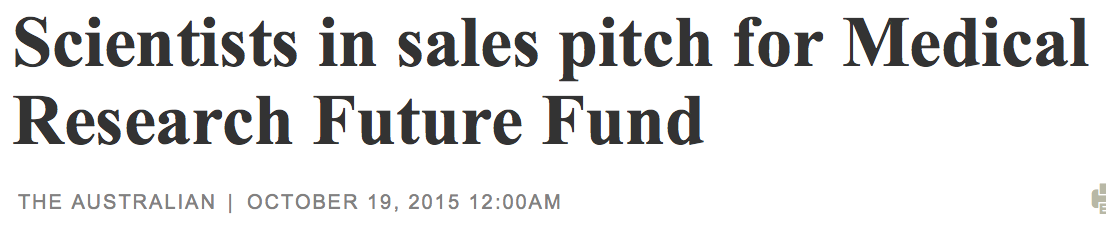 Scientists in sales pitch for Medical
Research Future Fund
THE AUSTRALIAN | OCTOBER 19, 2015 12:00AM